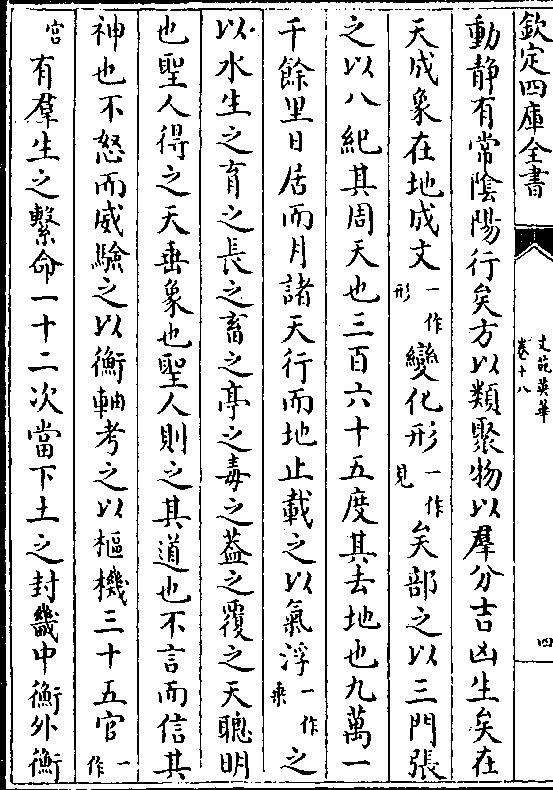 欽定四庫全書
文苑英華
卷十八
四
動靜有常陰陽行矣方以類聚物以羣分吉凶生矣在
天成象在地成文一作形變化形一作見矣部之以三門張
之以八紀其周天也三百六十五度其去地也九萬一
千餘里日居而月諸天行而地止載之以氣浮一作乘之
以水生之育之長之畜之亭之毒之蓋之覆之天聰明
也聖人得之天垂象也聖人則之其道也不言而信其
神也不怒而威驗之以衡軸考之以樞機三十五官一作
宮有羣生之繫命一十二次當下土之封畿中衡外衡